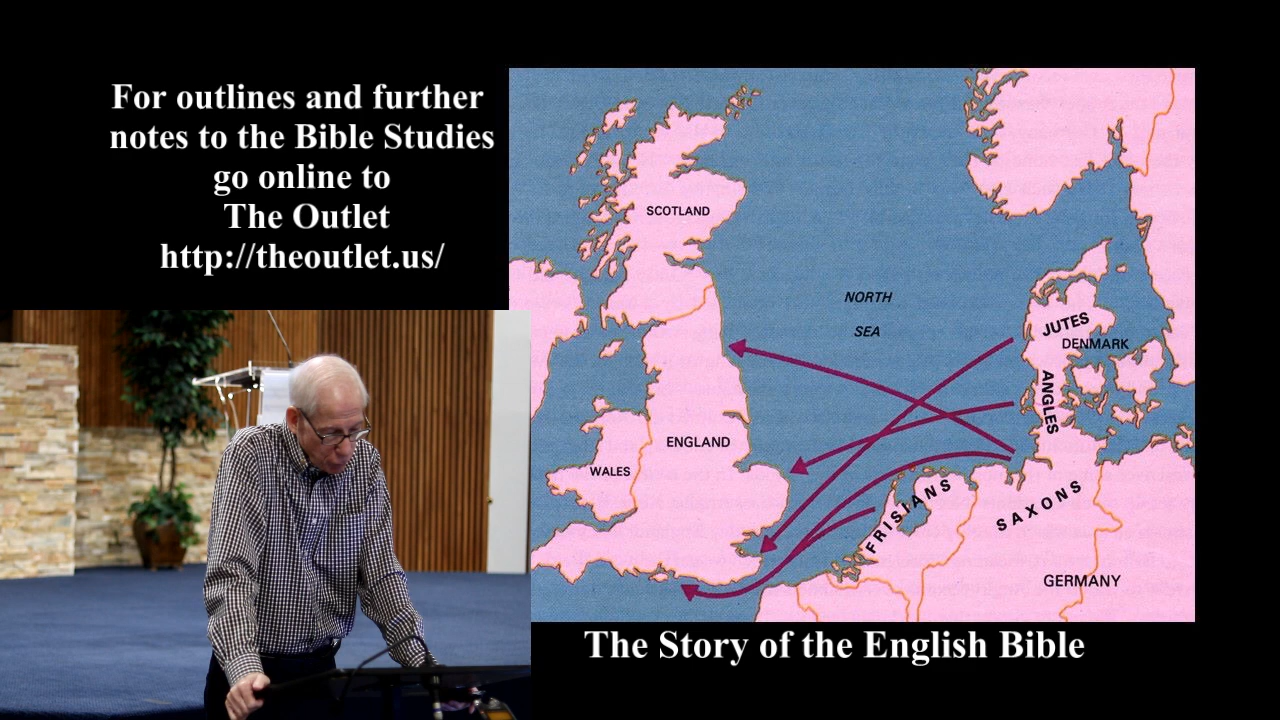 For outlines and further
notes to the Bible Studies
go online to
The Outlet
http://theoutlet.us/
SCOTLAND
NORTH
SEA
JUTES
DENMARK
ANGLES
ENGLAND
WALES
FRISIANS
SAXONS
GERMANY
The Story of the English Bible